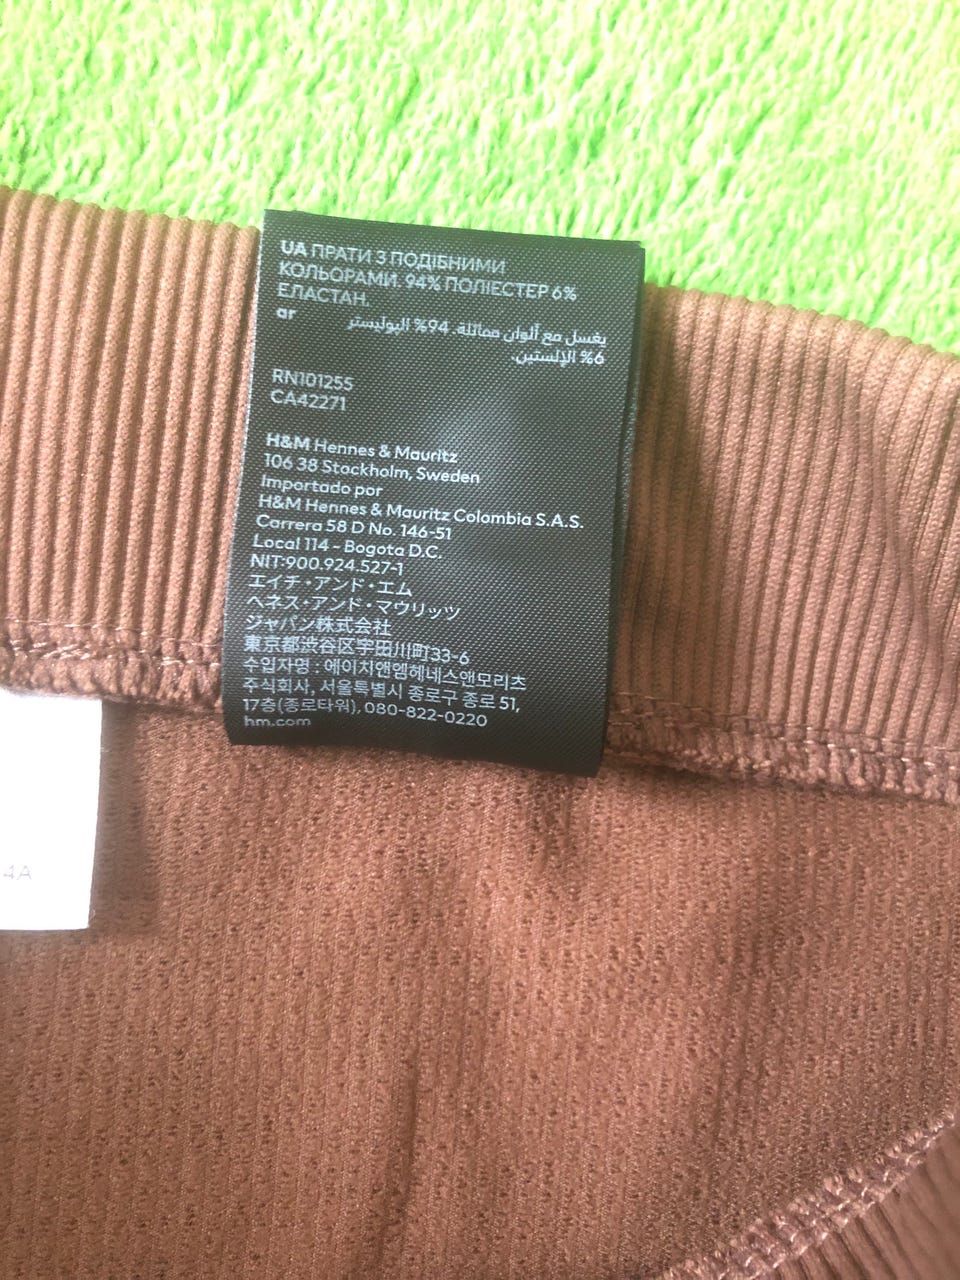 UA ПРАТИ З ПОДІБНИМИ
КОЛЬОРАМИ. 94% ПОЛІЕСТЕР 6%
ЕЛАСТАН.
ar يغسل مع ألوان مماثلة. 94% البوليستر
6% الإلستين.
RN101255
CA42271
H&M Hennes & Mauritz
106 38 Stockholm, Sweden
Importado por
H&M Hennes & Mauritz Colombia S.A.S.
Carrera 58 D No. 146-51
Local 114 - Bogota D.C.
NIT:900.924.527-1
エイチ・アンド・エム
ヘネス・アンド・マウリッツ
ジャパン株式会社
東京都渋谷区宇田川町33-6
수입자명 : 에이치앤엠헤네스앤모리츠
주식회사, 서울특별시 종로구 종로 51,
17층(종로타워), 080-822-0220
hm.com
4A